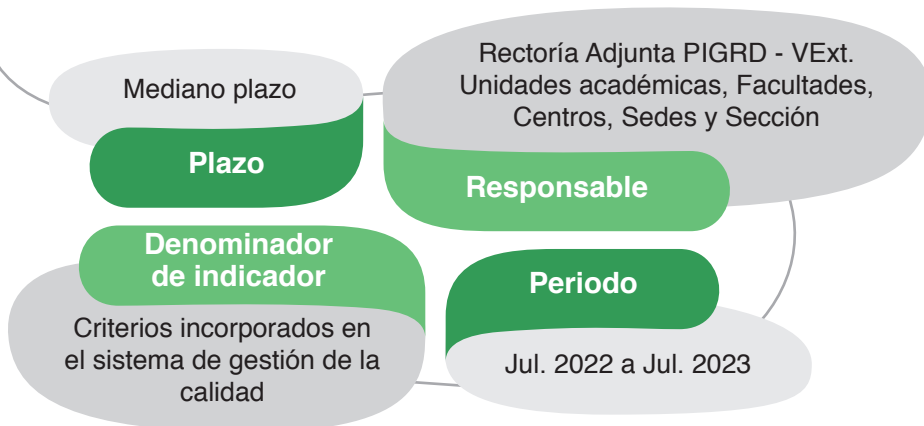 Mediano plazo
Plazo
Rectoría Adjunta PIGRD - VExt.
Unidades académicas, Facultades,
Centros, Sedes y Sección
Responsable
Denominador
de indicador
Criterios incorporados en
el sistema de gestión de la
calidad
Periodo
Jul. 2022 a Jul. 2023